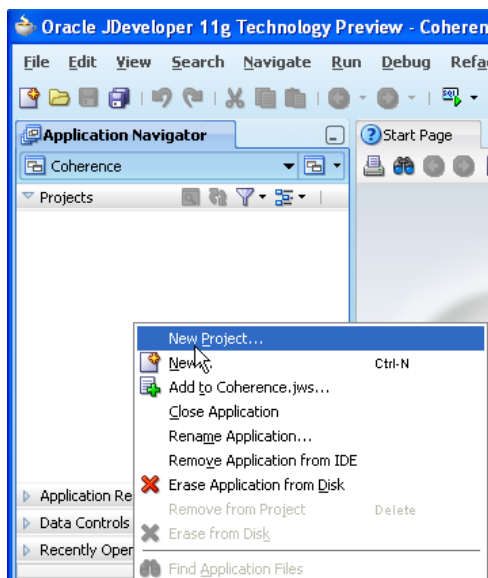 Oracle JDeveloper 11g Technology Preview - Coheren
File Edit View Search Navigate Run Debug Refa
Application Navigator
Start Page
Coherence
Projects
New Project...
New... Ctrl-N
Add to Coherence.jws...
Close Application
Rename Application...
Remove Application from IDE
Erase Application from Disk
Application Re
Remove from Project Delete
Data Controls
Erase from Disk
Recently Oper
Find Application Files